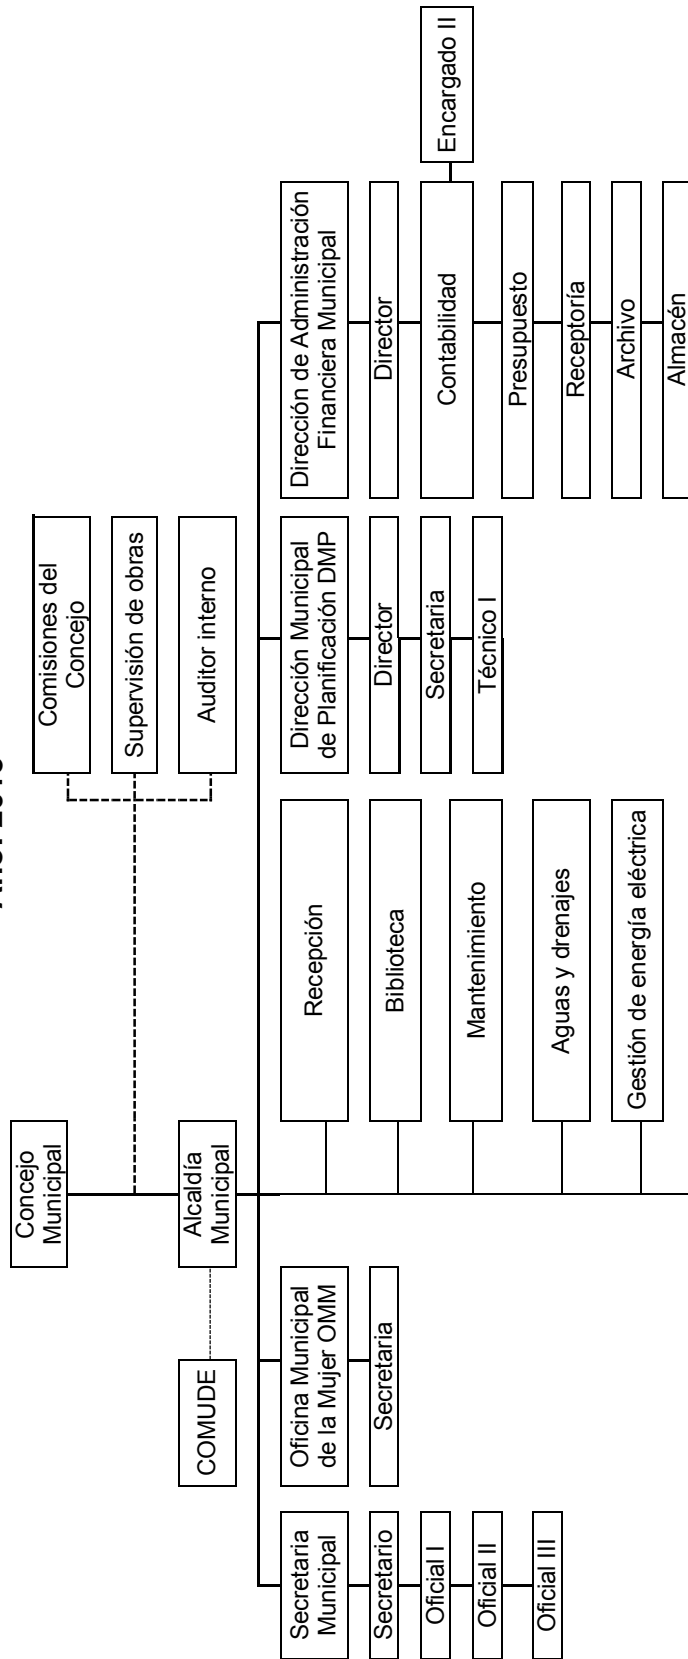 Concejo
Municipal
Comisiones del
Concejo
Supervisión de obras
Auditor interno
COMUDE
Alcaldía
Municipal
Secretaria
Municipal
Secretario
Oficial I
Oficial II
Oficial III
Oficina Municipal
de la Mujer OMM
Secretaria
Recepción
Biblioteca
Mantenimiento
Aguas y drenajes
Gestión de energía eléctrica
Dirección Municipal
de Planificación DMP
Director
Secretaria
Técnico I
Dirección de Administración
Financiera Municipal
Director
Contabilidad
Encargado II
Presupuesto
Receptoría
Archivo
Almacén